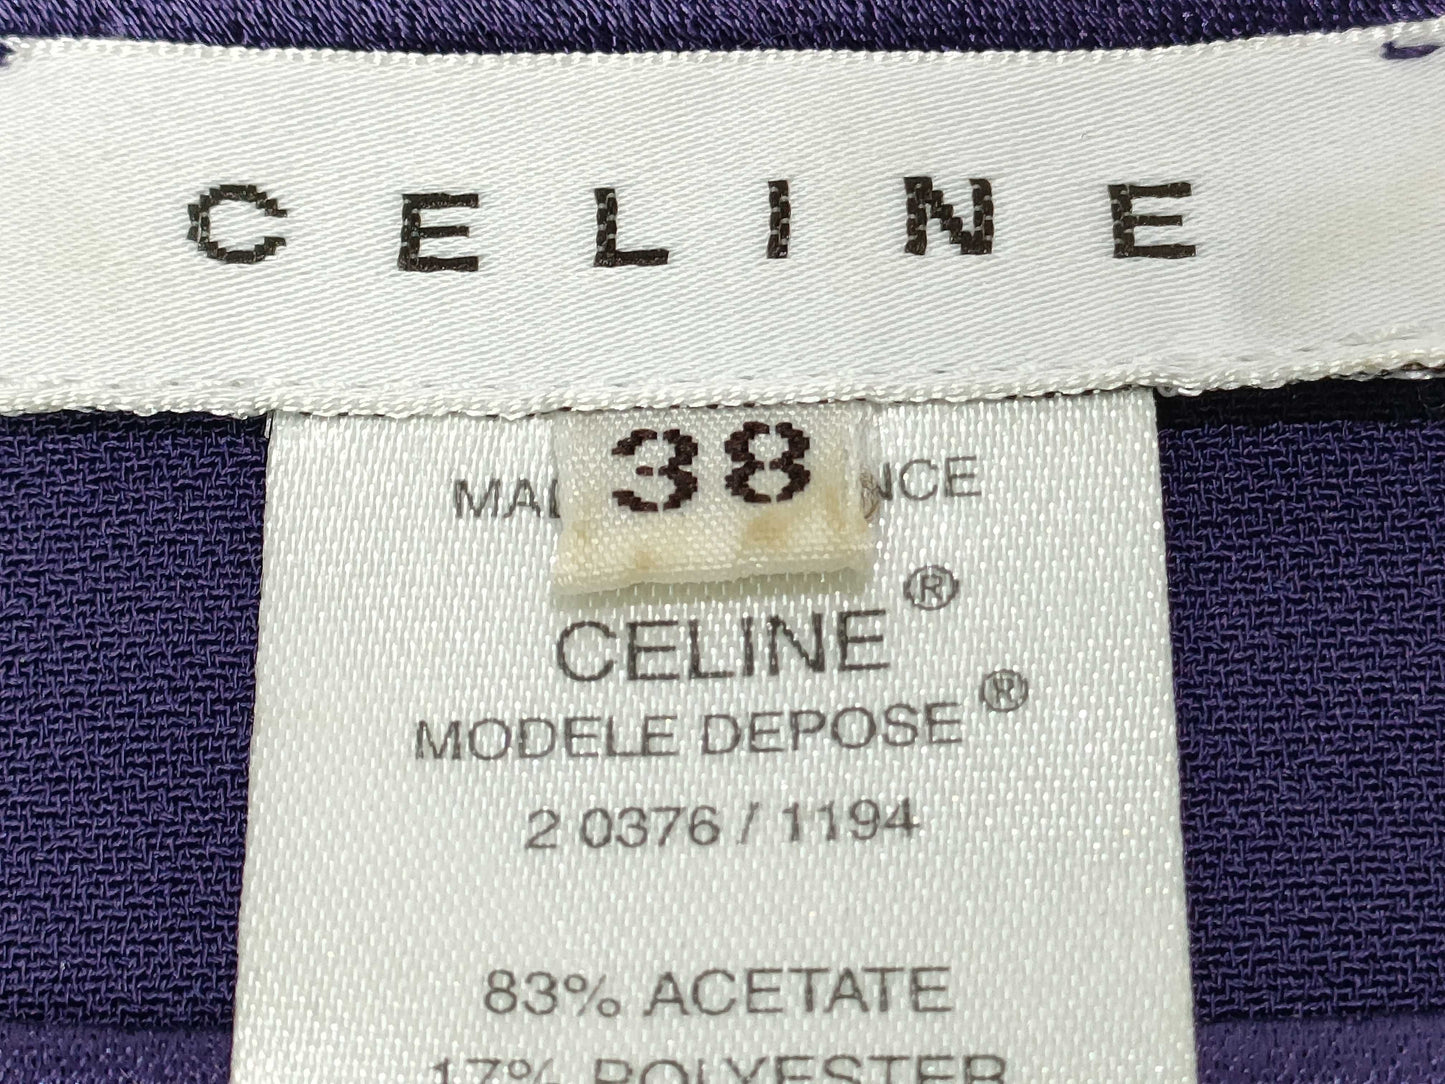 CELINE
38
CELINE ®
MODELE DEPOSE ®
2 0376 / 1194
83% ACETATE
17% POLYESTER